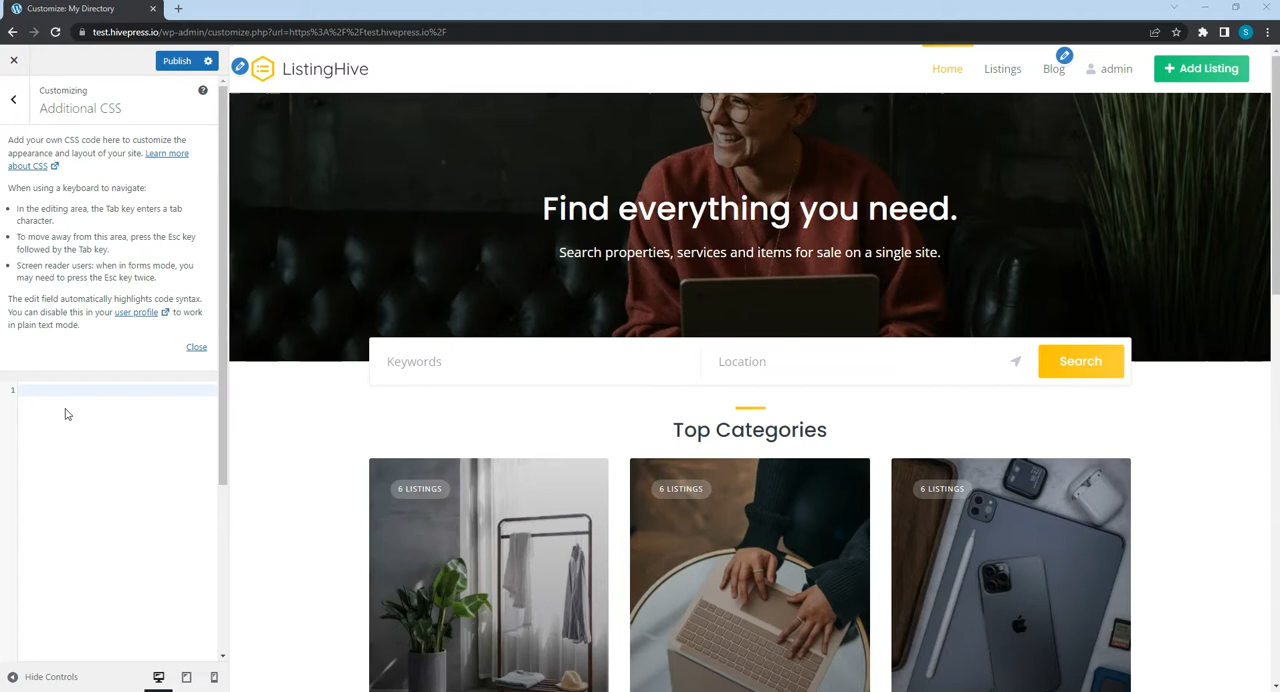 Customize: My Directory
test.hivepress.io/wp-admin/customize.php?url=https%3A%2F%2Ftest.hivepress.io%2F
S
Publish
Customizing
Additional CSS
Add your own CSS code here to customize the
appearance and layout of your site. Learn more
about CSS
When using a keyboard to navigate:
In the editing area, the Tab key enters a tab
character.
To move away from this area, press the Esc key
followed by the Tab key.
Screen reader users: when in forms mode, you
may need to press the Esc key twice.
The edit field automatically highlights code syntax.
You can disable this in your user profile to work
in plain text mode.
Close
1
Hide Controls
ListingHive
Home Listings Blog admin + Add Listing
Find everything you need.
Search properties, services and items for sale on a single site.
Keywords Location Search
Top Categories
6 LISTINGS
6 LISTINGS
6 LISTINGS